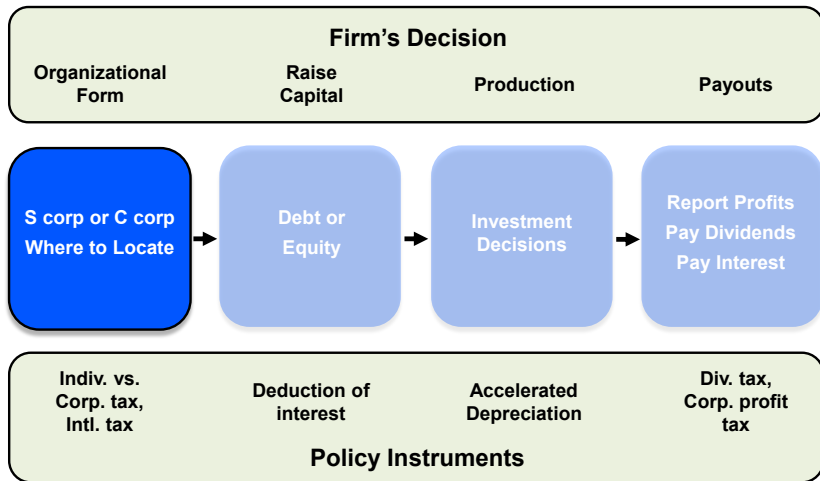 Firm's Decision
Organizational
Form
Raise
Capital
Production
Payouts
S corp or C corp
Where to Locate
Debt or
Equity
Investment
Decisions
Report Profits
Pay Dividends
Pay Interest
Indiv. vs.
Corp. tax,
Intl. tax
Deduction of
interest
Accelerated
Depreciation
Div. tax,
Corp. profit
tax
Policy Instruments